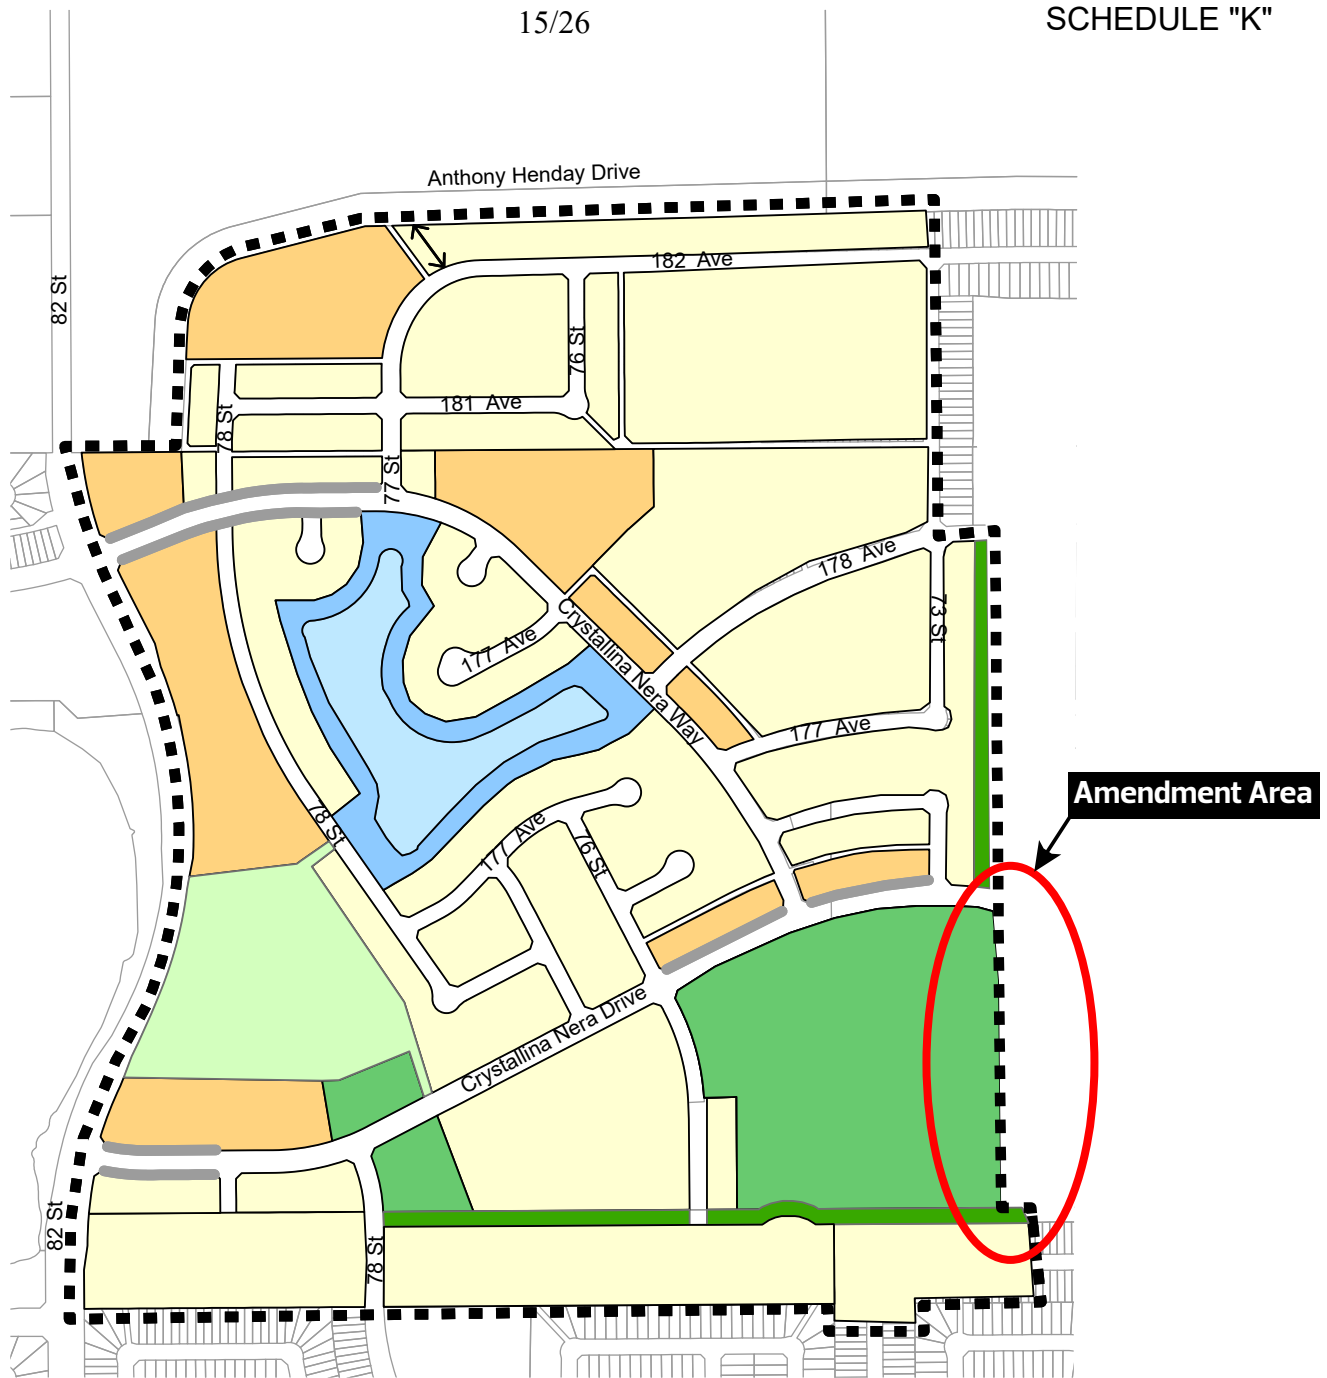 15/26
SCHEDULE "K"
Anthony Henday Drive
182 Ave
82 St
76 St
181 Ave
78 St
77 St
178 Ave
73 St
Crystallina Nera Way
177 Ave
177 Ave
Amendment Area
78 St
177 Ave
76 St
Crystallina Nera Drive
82 St
78 St